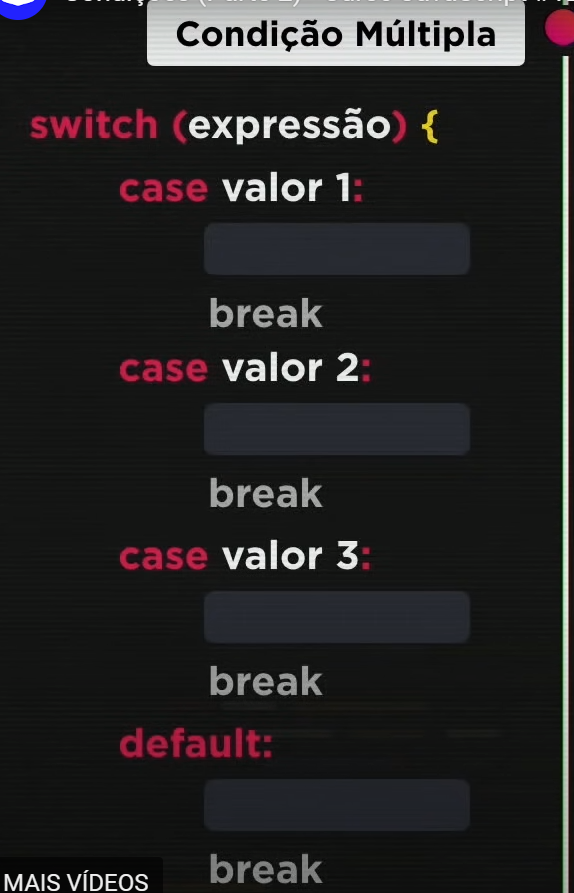 Condição Múltipla
switch (expressão) {
case valor 1:
break
case valor 2:
break
case valor 3:
break
default:
break
MAIS VÍDEOS